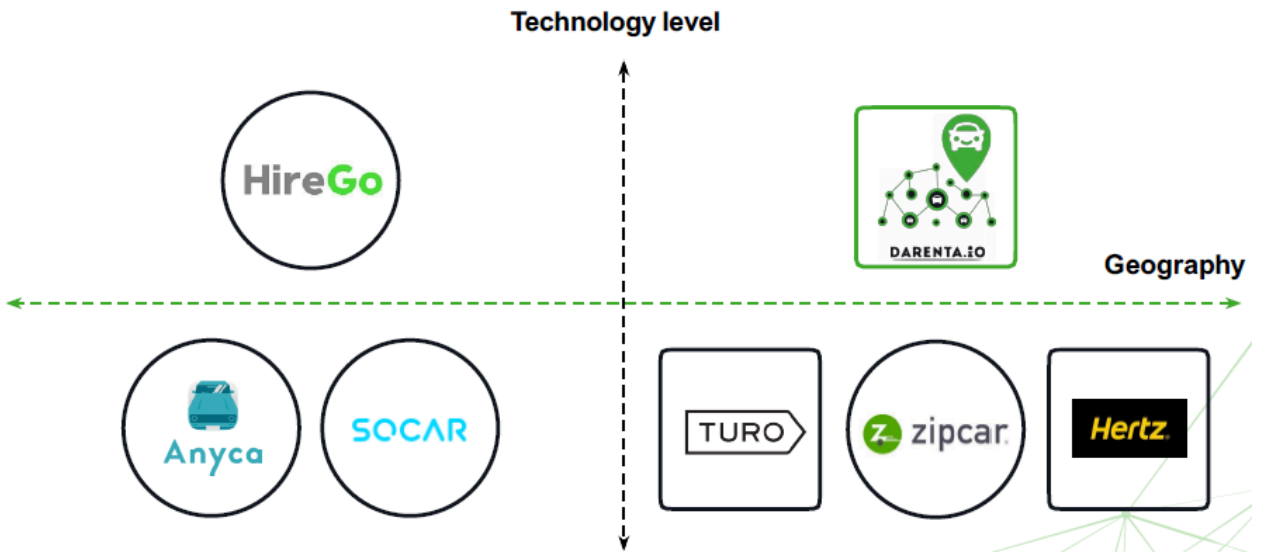 Technology level
HireGo
DARENTA.iO
Geography
Anyca
SOCAR
TURO
zipcar.
Hertz.